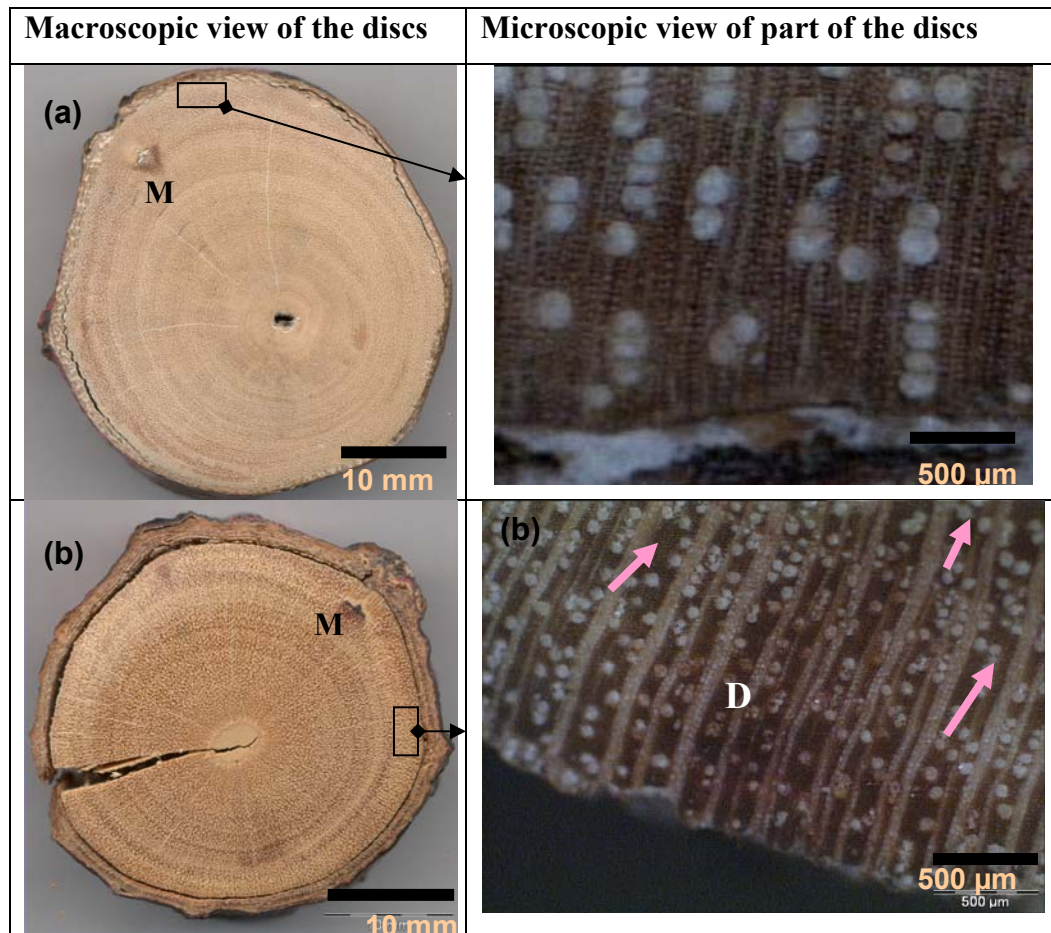 Macroscopic view of the discs
Microscopic view of part of the discs
(a)
M
10 mm
500 µm
(b)
M
10 mm
(b)
D
500 µm
500 µm